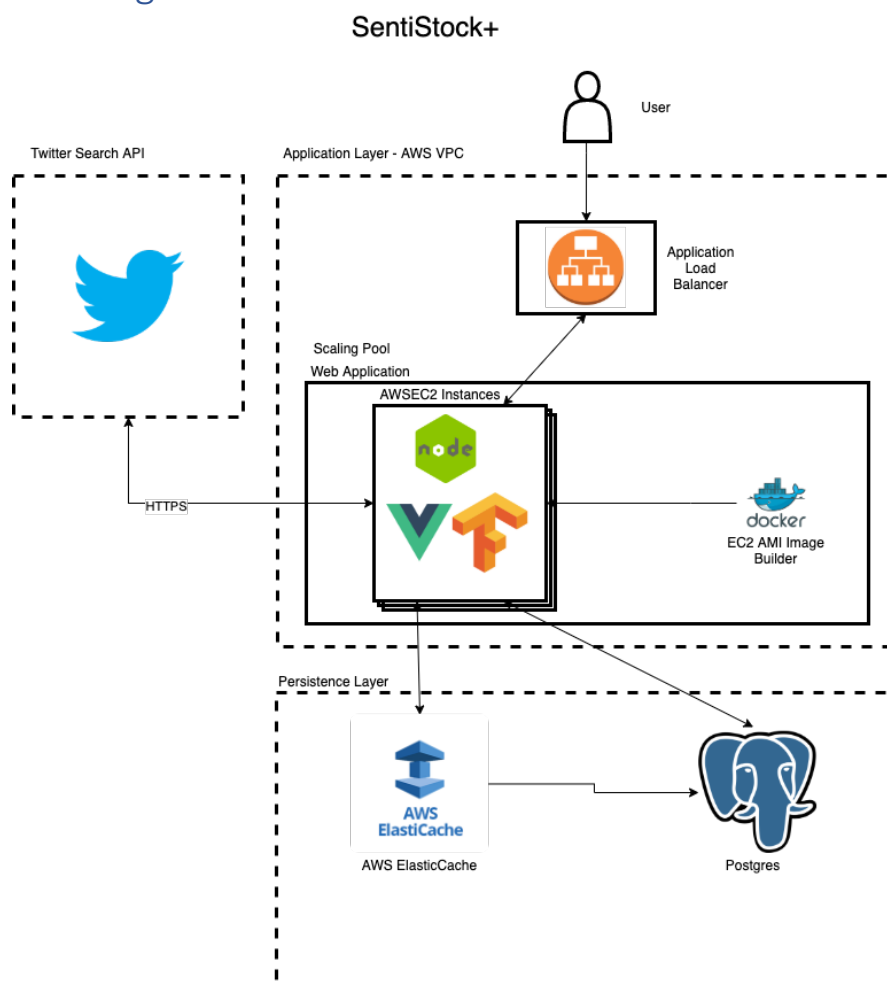 SentiStock+
User
Twitter Search API
Application Layer - AWS VPC
Application
Load
Balancer
Scaling Pool
Web Application
AWSEC2 Instances
node
HTTPS
docker
EC2 AMI Image
Builder
Persistence Layer
AWS
ElastiCache
AWS ElasticCache
Postgres